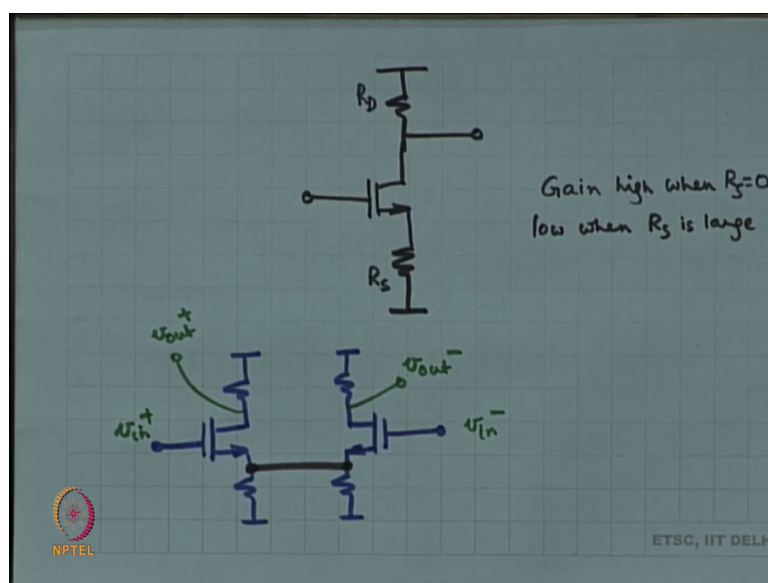 R_D
Gain high when R_S=0
low when R_S is large
R_S
v_out^+
v_out^-
v_in^+
v_in^-
NPTEL
ETSC, IIT DELH